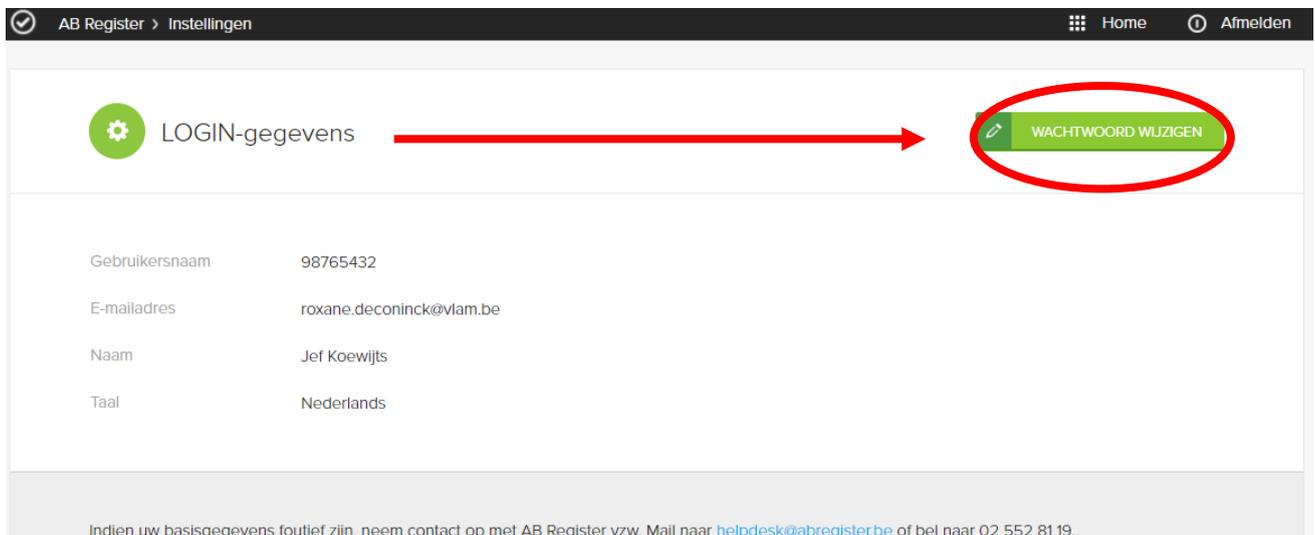 AB Register > Instellingen Home Afmelden
LOGIN-gegevens WACHTWOORD WIJZIGEN
Gebruikersnaam 98765432
E-mailadres roxane.deconinck@vlam.be
Naam Jef Koewijts
Taal Nederlands
Indien uw basisgegevens foutief zijn, neem contact op met AB Register vzw. Mail naar helpdesk@abregister.be of bel naar 02 552 81 19.